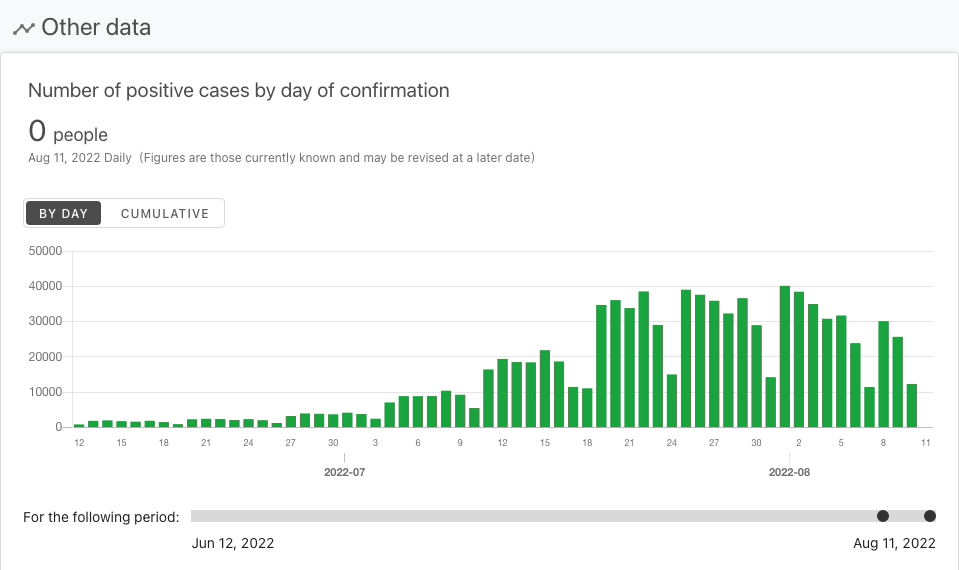 Other data
Number of positive cases by day of confirmation
0 people
Aug 11, 2022 Daily (Figures are those currently known and may be revised at a later date)
BY DAY CUMULATIVE
50000
40000
30000
20000
10000
0
12 15 18 21 24 27 30 3 6 9 12 15 18 21 24 27 30 2 5 8 11
2022-07 2022-08
For the following period:
Jun 12, 2022 Aug 11, 2022